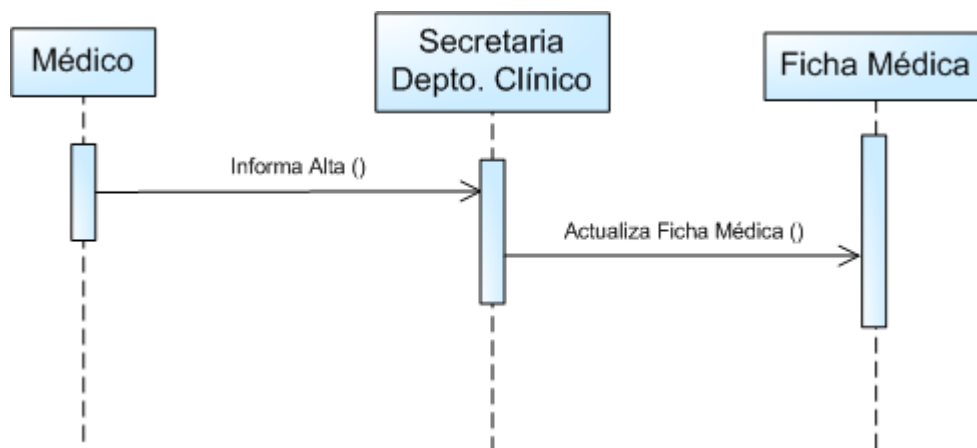 Médico
Secretaria
Depto. Clínico
Ficha Médica
Informa Alta ()
Actualiza Ficha Médica ()